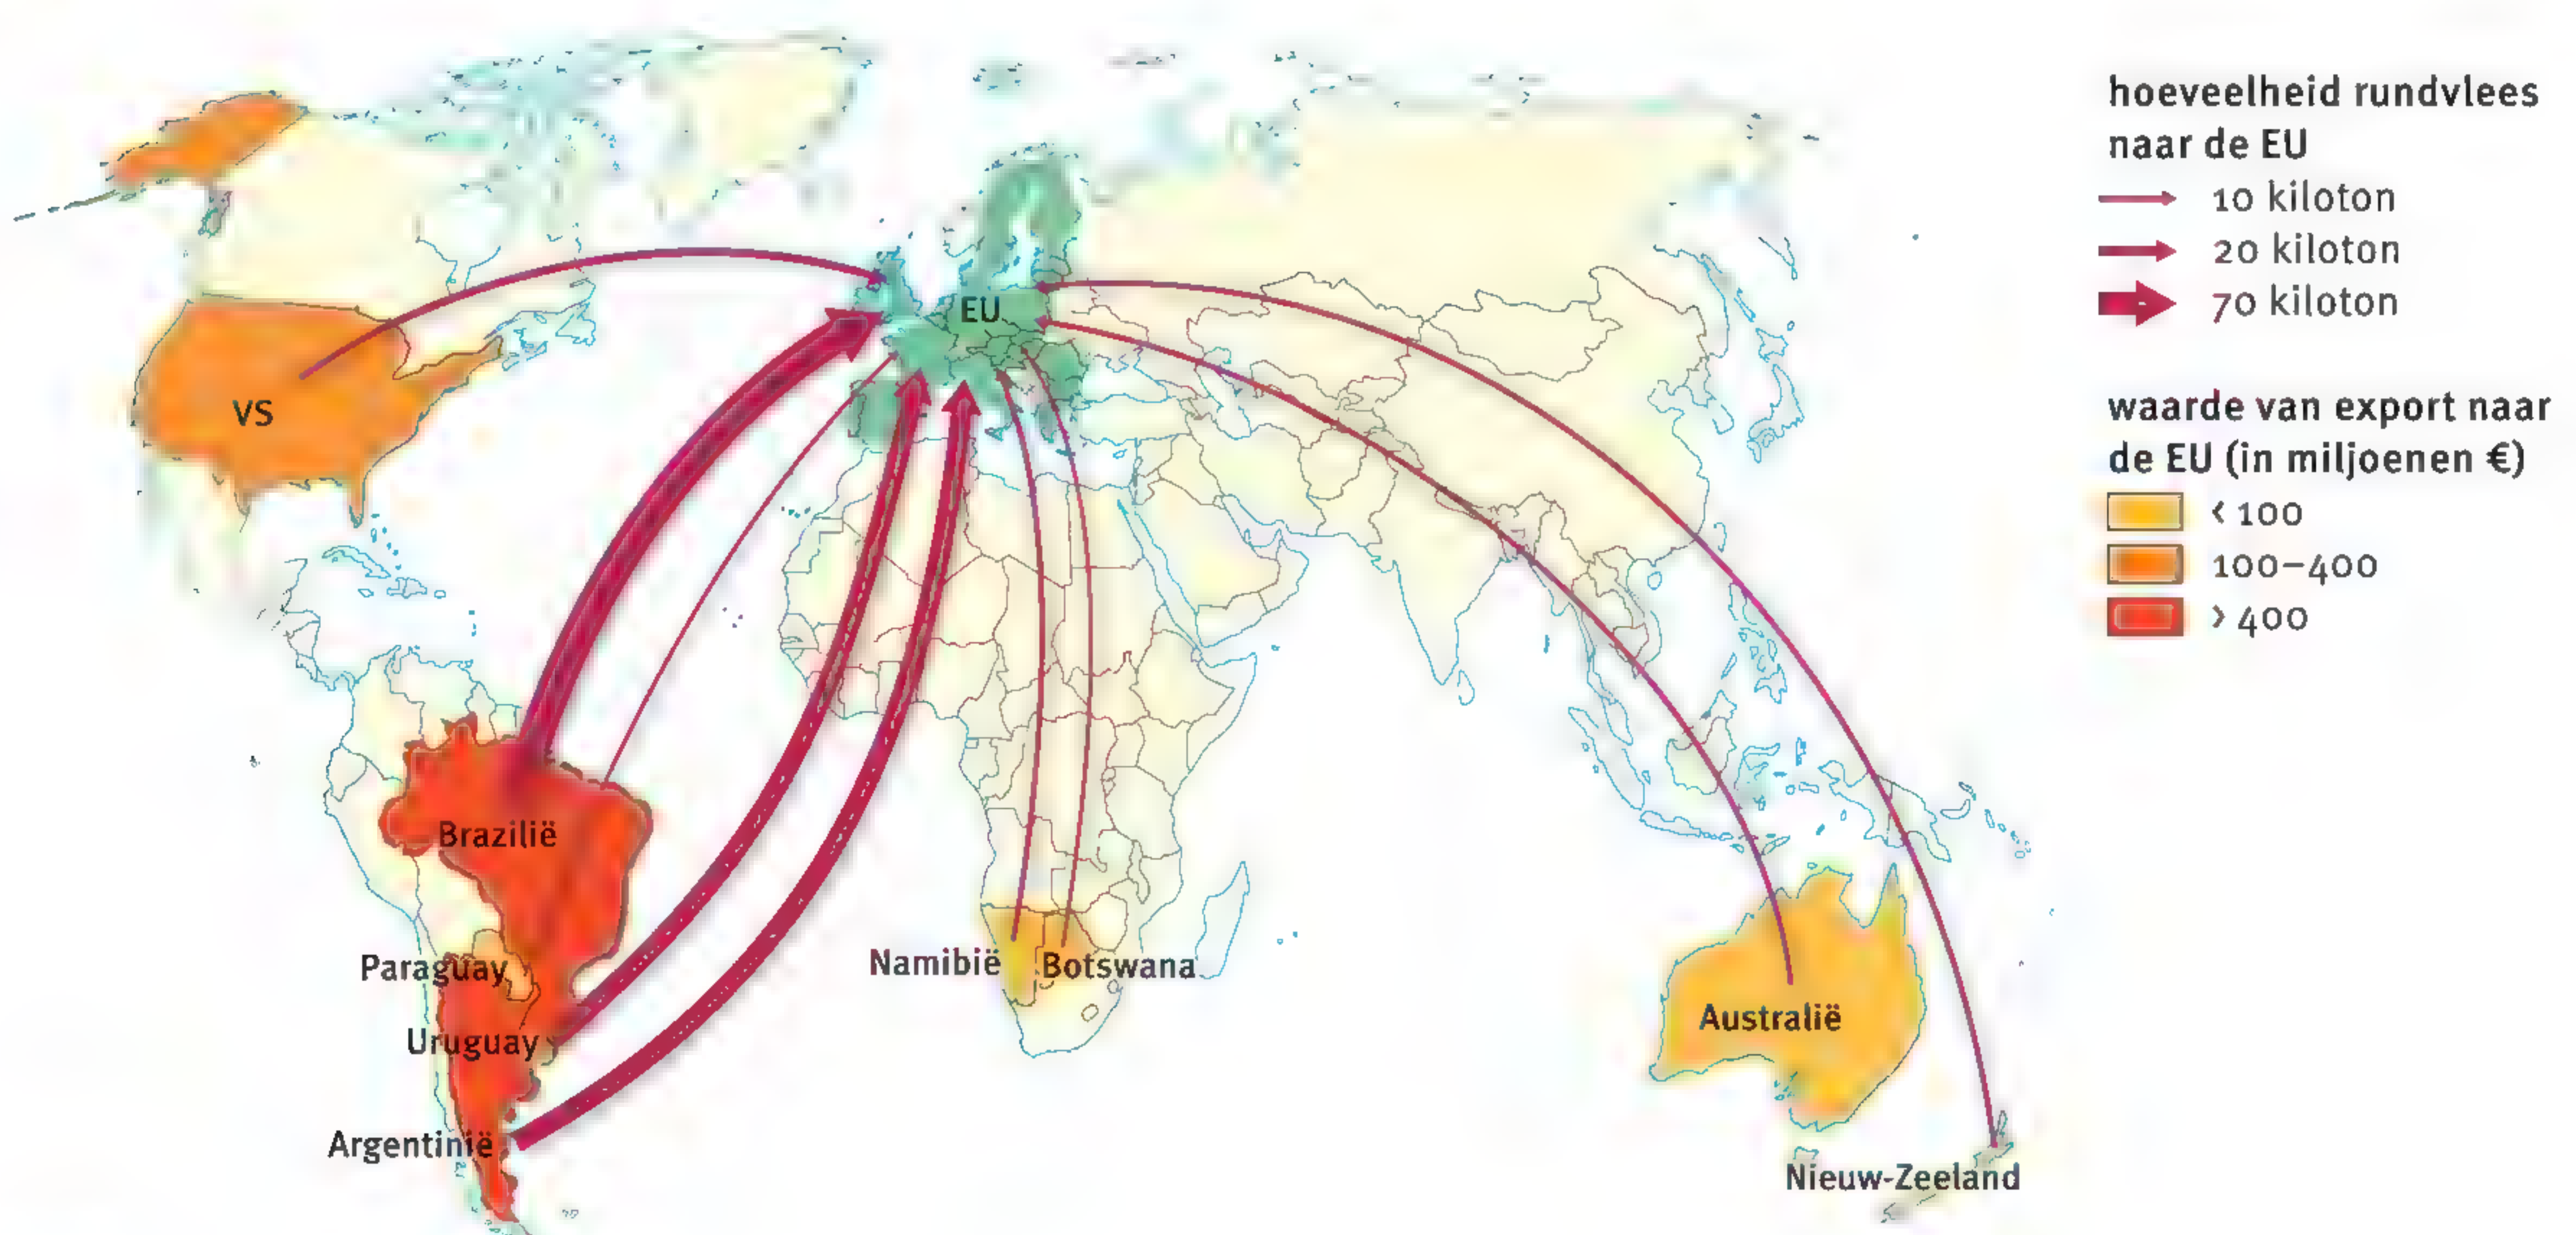 hoeveelheid rundvlees
naar de EU
10 kiloton
20 kiloton
70 kiloton
waarde van export naar
de EU (in miljoenen €)
< 100
100–400
> 400
EU
VS
Brazilië
Paraguay
Uruguay
Argentinië
Namibië
Botswana
Australië
Nieuw-Zeeland